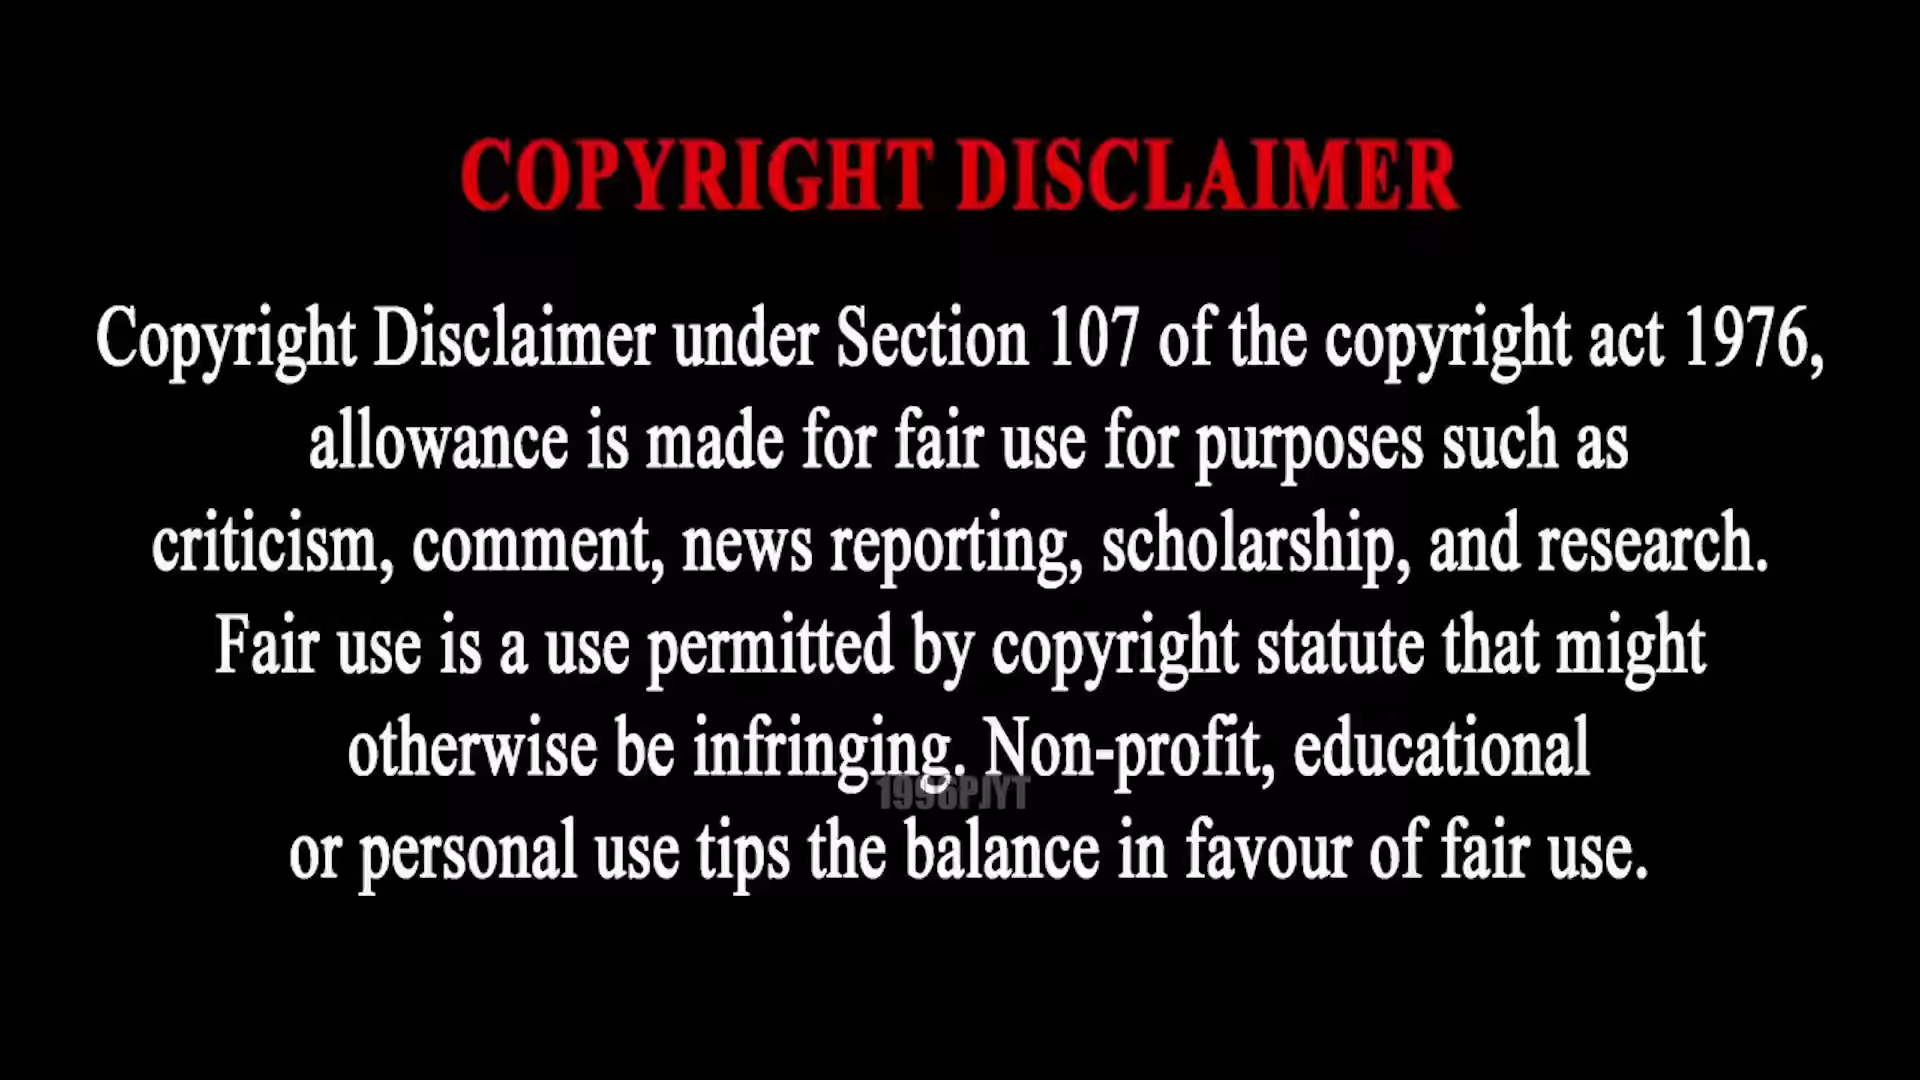 COPYRIGHT DISCLAIMER
Copyright Disclaimer under Section 107 of the copyright act 1976,
allowance is made for fair use for purposes such as
criticism, comment, news reporting, scholarship, and research.
Fair use is a use permitted by copyright statute that might
otherwise be infringing. Non-profit, educational
1996PJYT
or personal use tips the balance in favour of fair use.